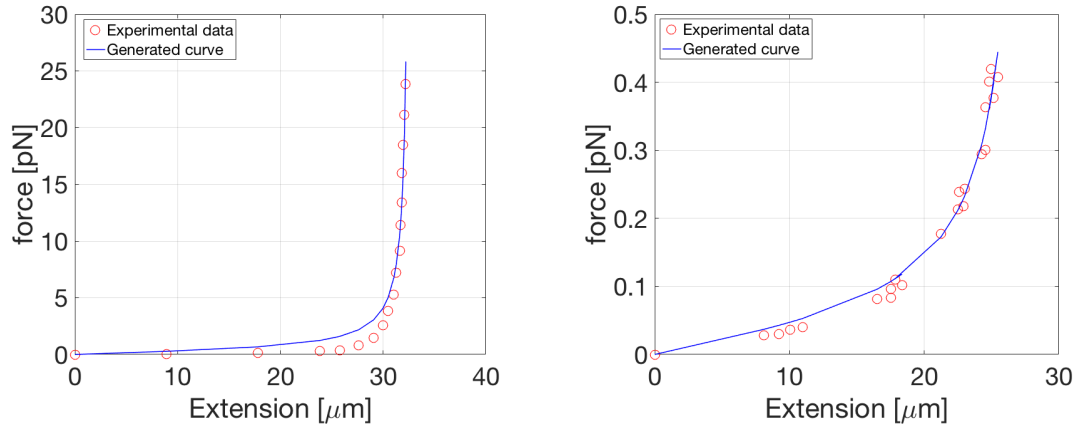 30
25
20
15
10
5
0
force [pN]
Experimental data
Generated curve
0
10
20
30
40
Extension [μm]
0.5
0.4
0.3
0.2
0.1
0
force [pN]
Experimental data
Generated curve
0
10
20
30
Extension [μm]